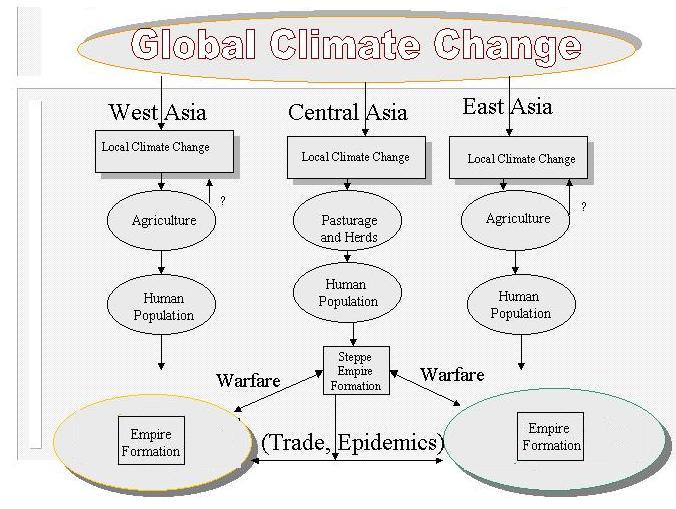 Global Climate Change
West Asia
Central Asia
East Asia
Local Climate Change
Local Climate Change
Local Climate Change
?
?
Agriculture
Pasturage
and Herds
Agriculture
Human
Population
Human
Population
Human
Population
Steppe
Empire
Formation
Warfare
Warfare
Empire
Formation
(Trade, Epidemics)
Empire
Formation